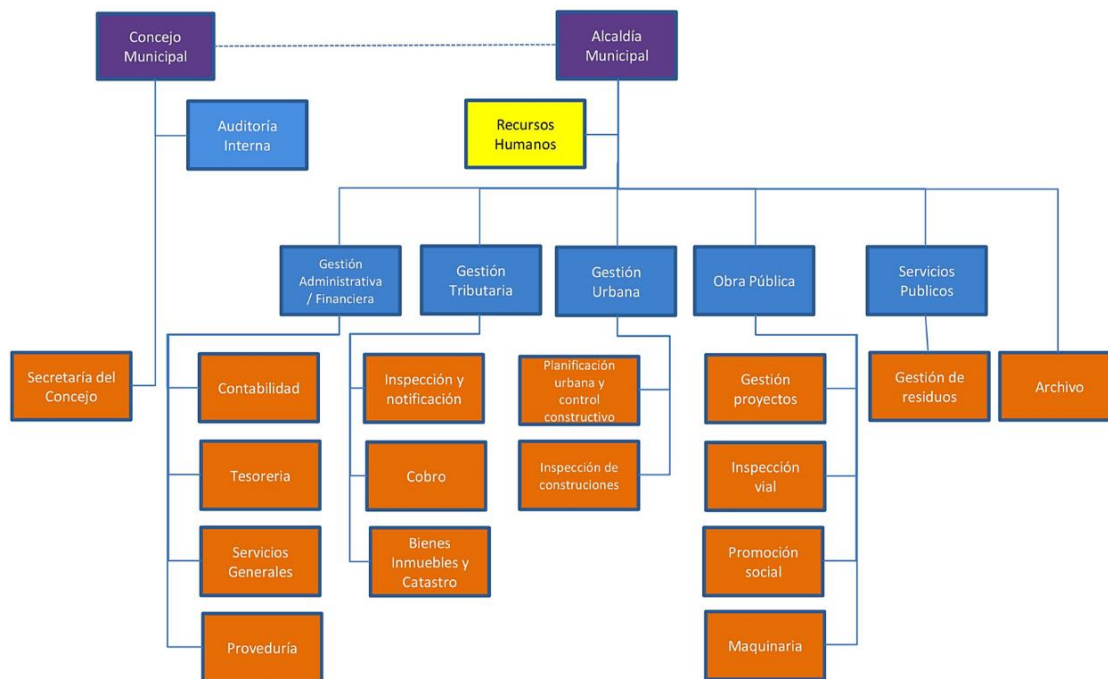 Concejo
Municipal
Alcaldía
Municipal
Auditoría
Interna
Recursos
Humanos
Gestión
Administrativa
/ Financiera
Gestión
Tributaria
Gestión
Urbana
Obra Pública
Servicios
Publicos
Secretaría del
Concejo
Contabilidad
Tesoreria
Servicios
Generales
Proveduría
Inspección y
notificación
Cobro
Bienes
Inmuebles y
Catastro
Planificación
urbana y
control
constructivo
Inspección de
construciones
Gestión
proyectos
Inspección
vial
Promoción
social
Maquinaria
Gestión de
residuos
Archivo